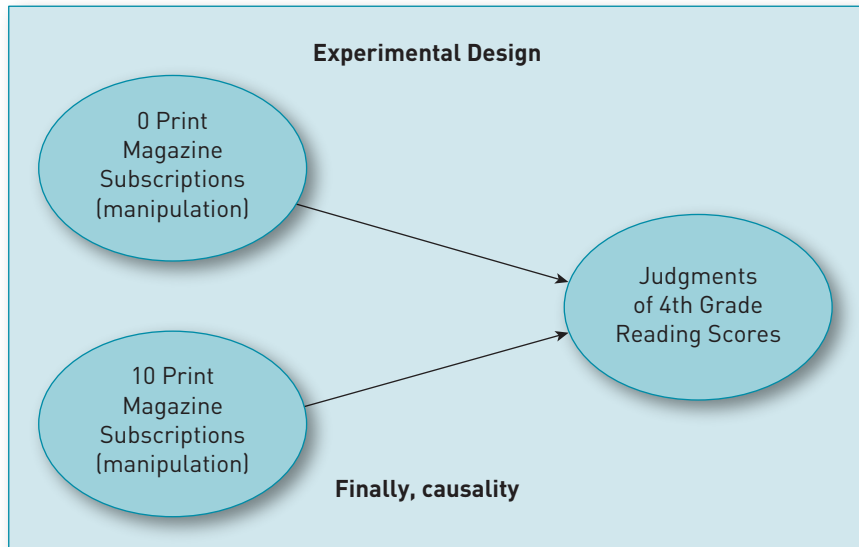 Experimental Design
0 Print
Magazine
Subscriptions
(manipulation)
Judgments
of 4th Grade
Reading Scores
10 Print
Magazine
Subscriptions
(manipulation)
Finally, causality